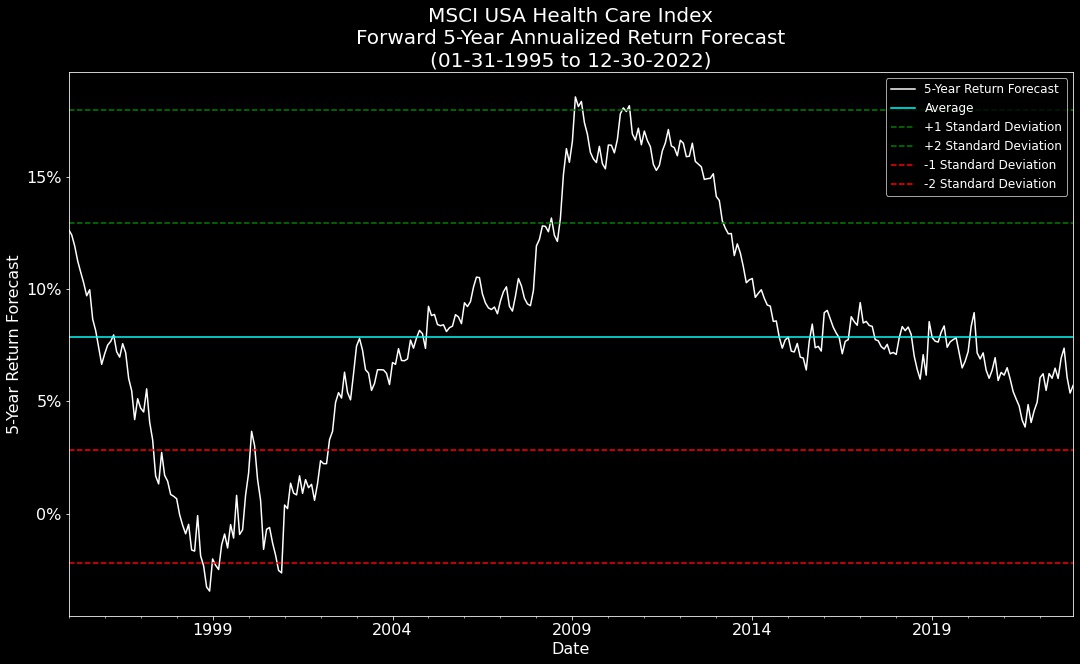 MSCI USA Health Care Index
Forward 5-Year Annualized Return Forecast
(01-31-1995 to 12-30-2022)
5-Year Return Forecast
Average
+1 Standard Deviation
+2 Standard Deviation
-1 Standard Deviation
-2 Standard Deviation
5-Year Return Forecast
15%
10%
5%
0%
1999
2004
2009
2014
2019
Date